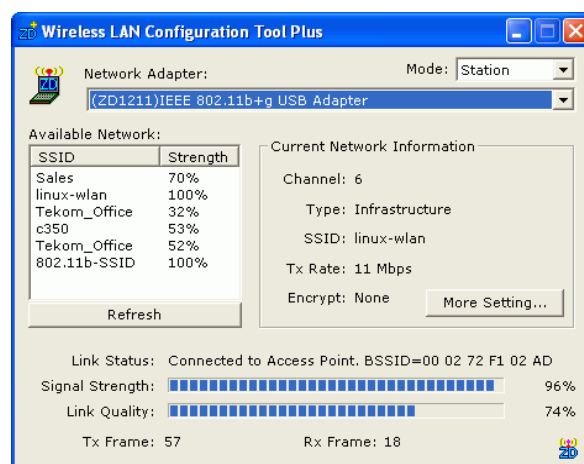 ZD Wireless LAN Configuration Tool Plus
ZD Network Adapter: Mode: Station
(ZD1211)IEEE 802.11b+g USB Adapter
Available Network:
SSID Strength
Sales 70%
linux-wlan 100%
Tekom_Office 32%
c350 53%
Tekom_Office 52%
802.11b-SSID 100%
Refresh
Current Network Information
Channel: 6
Type: Infrastructure
SSID: linux-wlan
Tx Rate: 11 Mbps
Encrypt: None
More Setting...
Link Status: Connected to Access Point. BSSID=00 02 72 F1 02 AD
Signal Strength: 96%
Link Quality: 74%
Tx Frame: 57 Rx Frame: 18
ZD